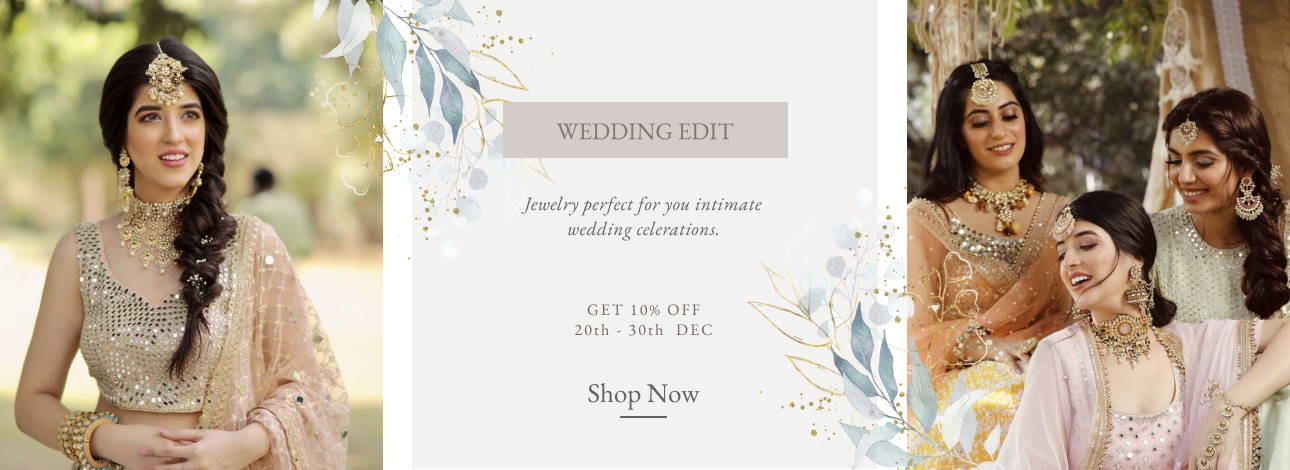 WEDDING EDIT
Jewelry perfect for you intimate
wedding celerations.
GET 10% OFF
20th - 30th DEC
Shop Now